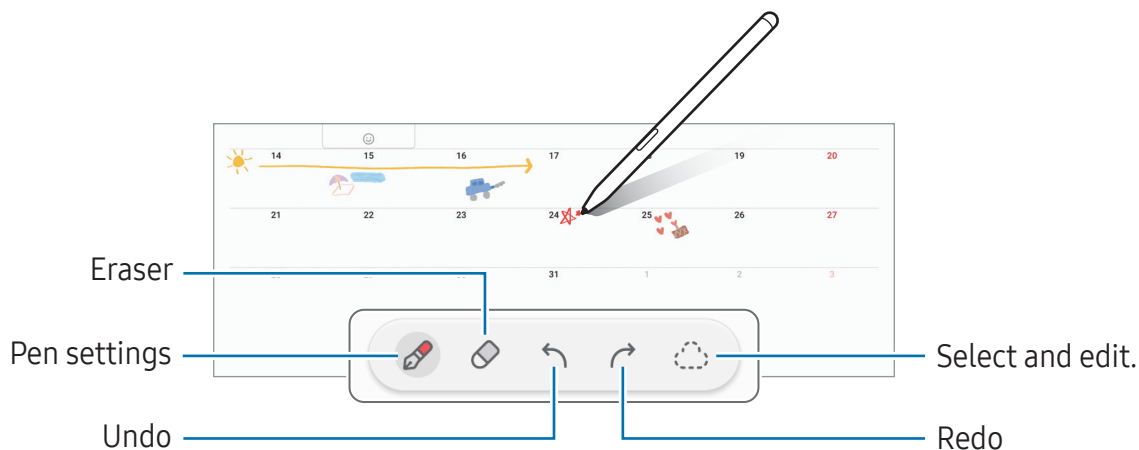 14 15 16 17 19 20
21 22 23 24 25 26 27
31 1 2 3
Eraser
Pen settings
Select and edit.
Undo
Redo